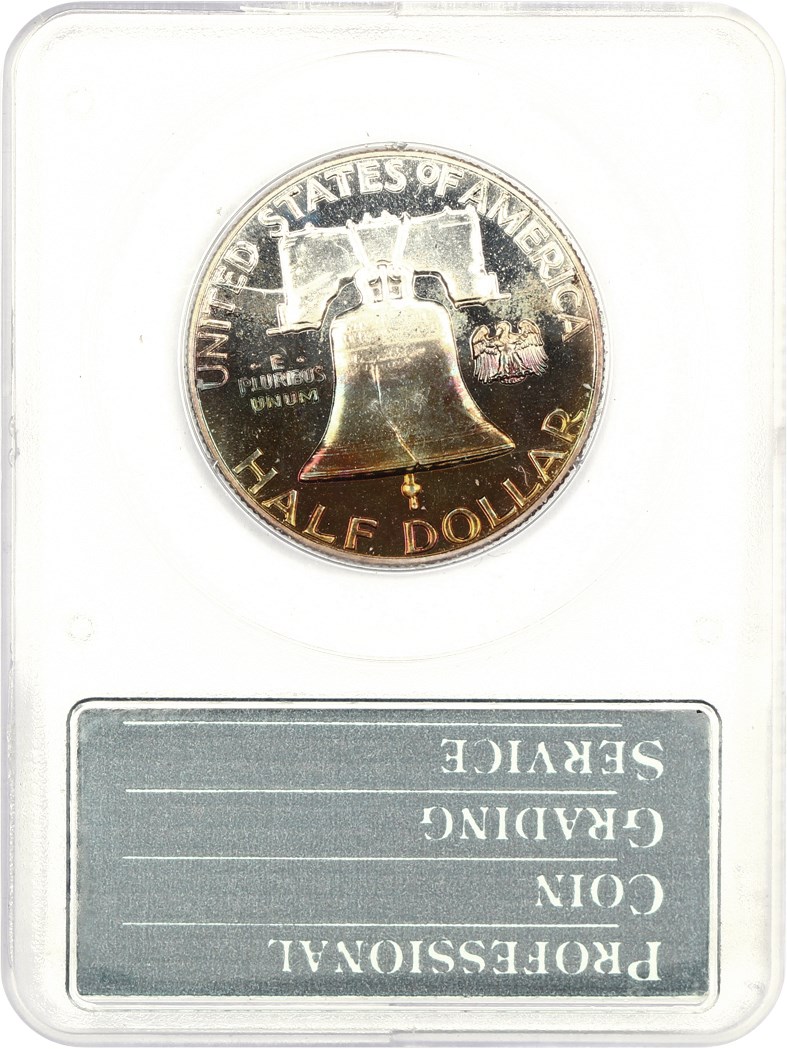 UNITED STATES OF AMERICA
· E ·
PLURIBUS
UNUM
HALF DOLLAR
PROFESSIONAL
COIN
GRADING
SERVICE